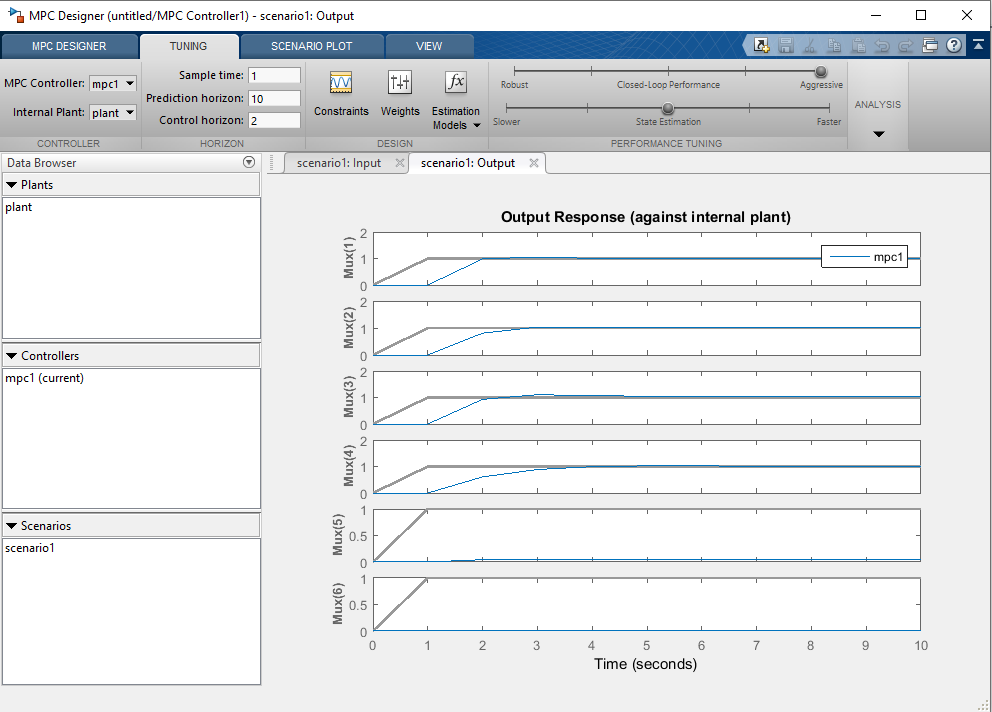 MPC Designer (untitled/MPC Controller1) - scenario1: Output
MPC DESIGNER TUNING SCENARIO PLOT VIEW
MPC Controller: mpc1
Internal Plant: plant
CONTROLLER
Sample time: 1
Prediction horizon: 10
Control horizon: 2
HORIZON
Constraints Weights Estimation Models
DESIGN
Robust Closed-Loop Performance Aggressive
Slower State Estimation Faster
PERFORMANCE TUNING
ANALYSIS
Data Browser
Plants
plant
Controllers
mpc1 (current)
Scenarios
scenario1
scenario1: Input scenario1: Output
Output Response (against internal plant)
mpc1
Mux(1)
2
1
0
Mux(2)
2
1
0
Mux(3)
2
1
0
Mux(4)
2
1
0
Mux(5)
1
0.5
0
Mux(6)
1
0.5
0
0 1 2 3 4 5 6 7 8 9 10
Time (seconds)